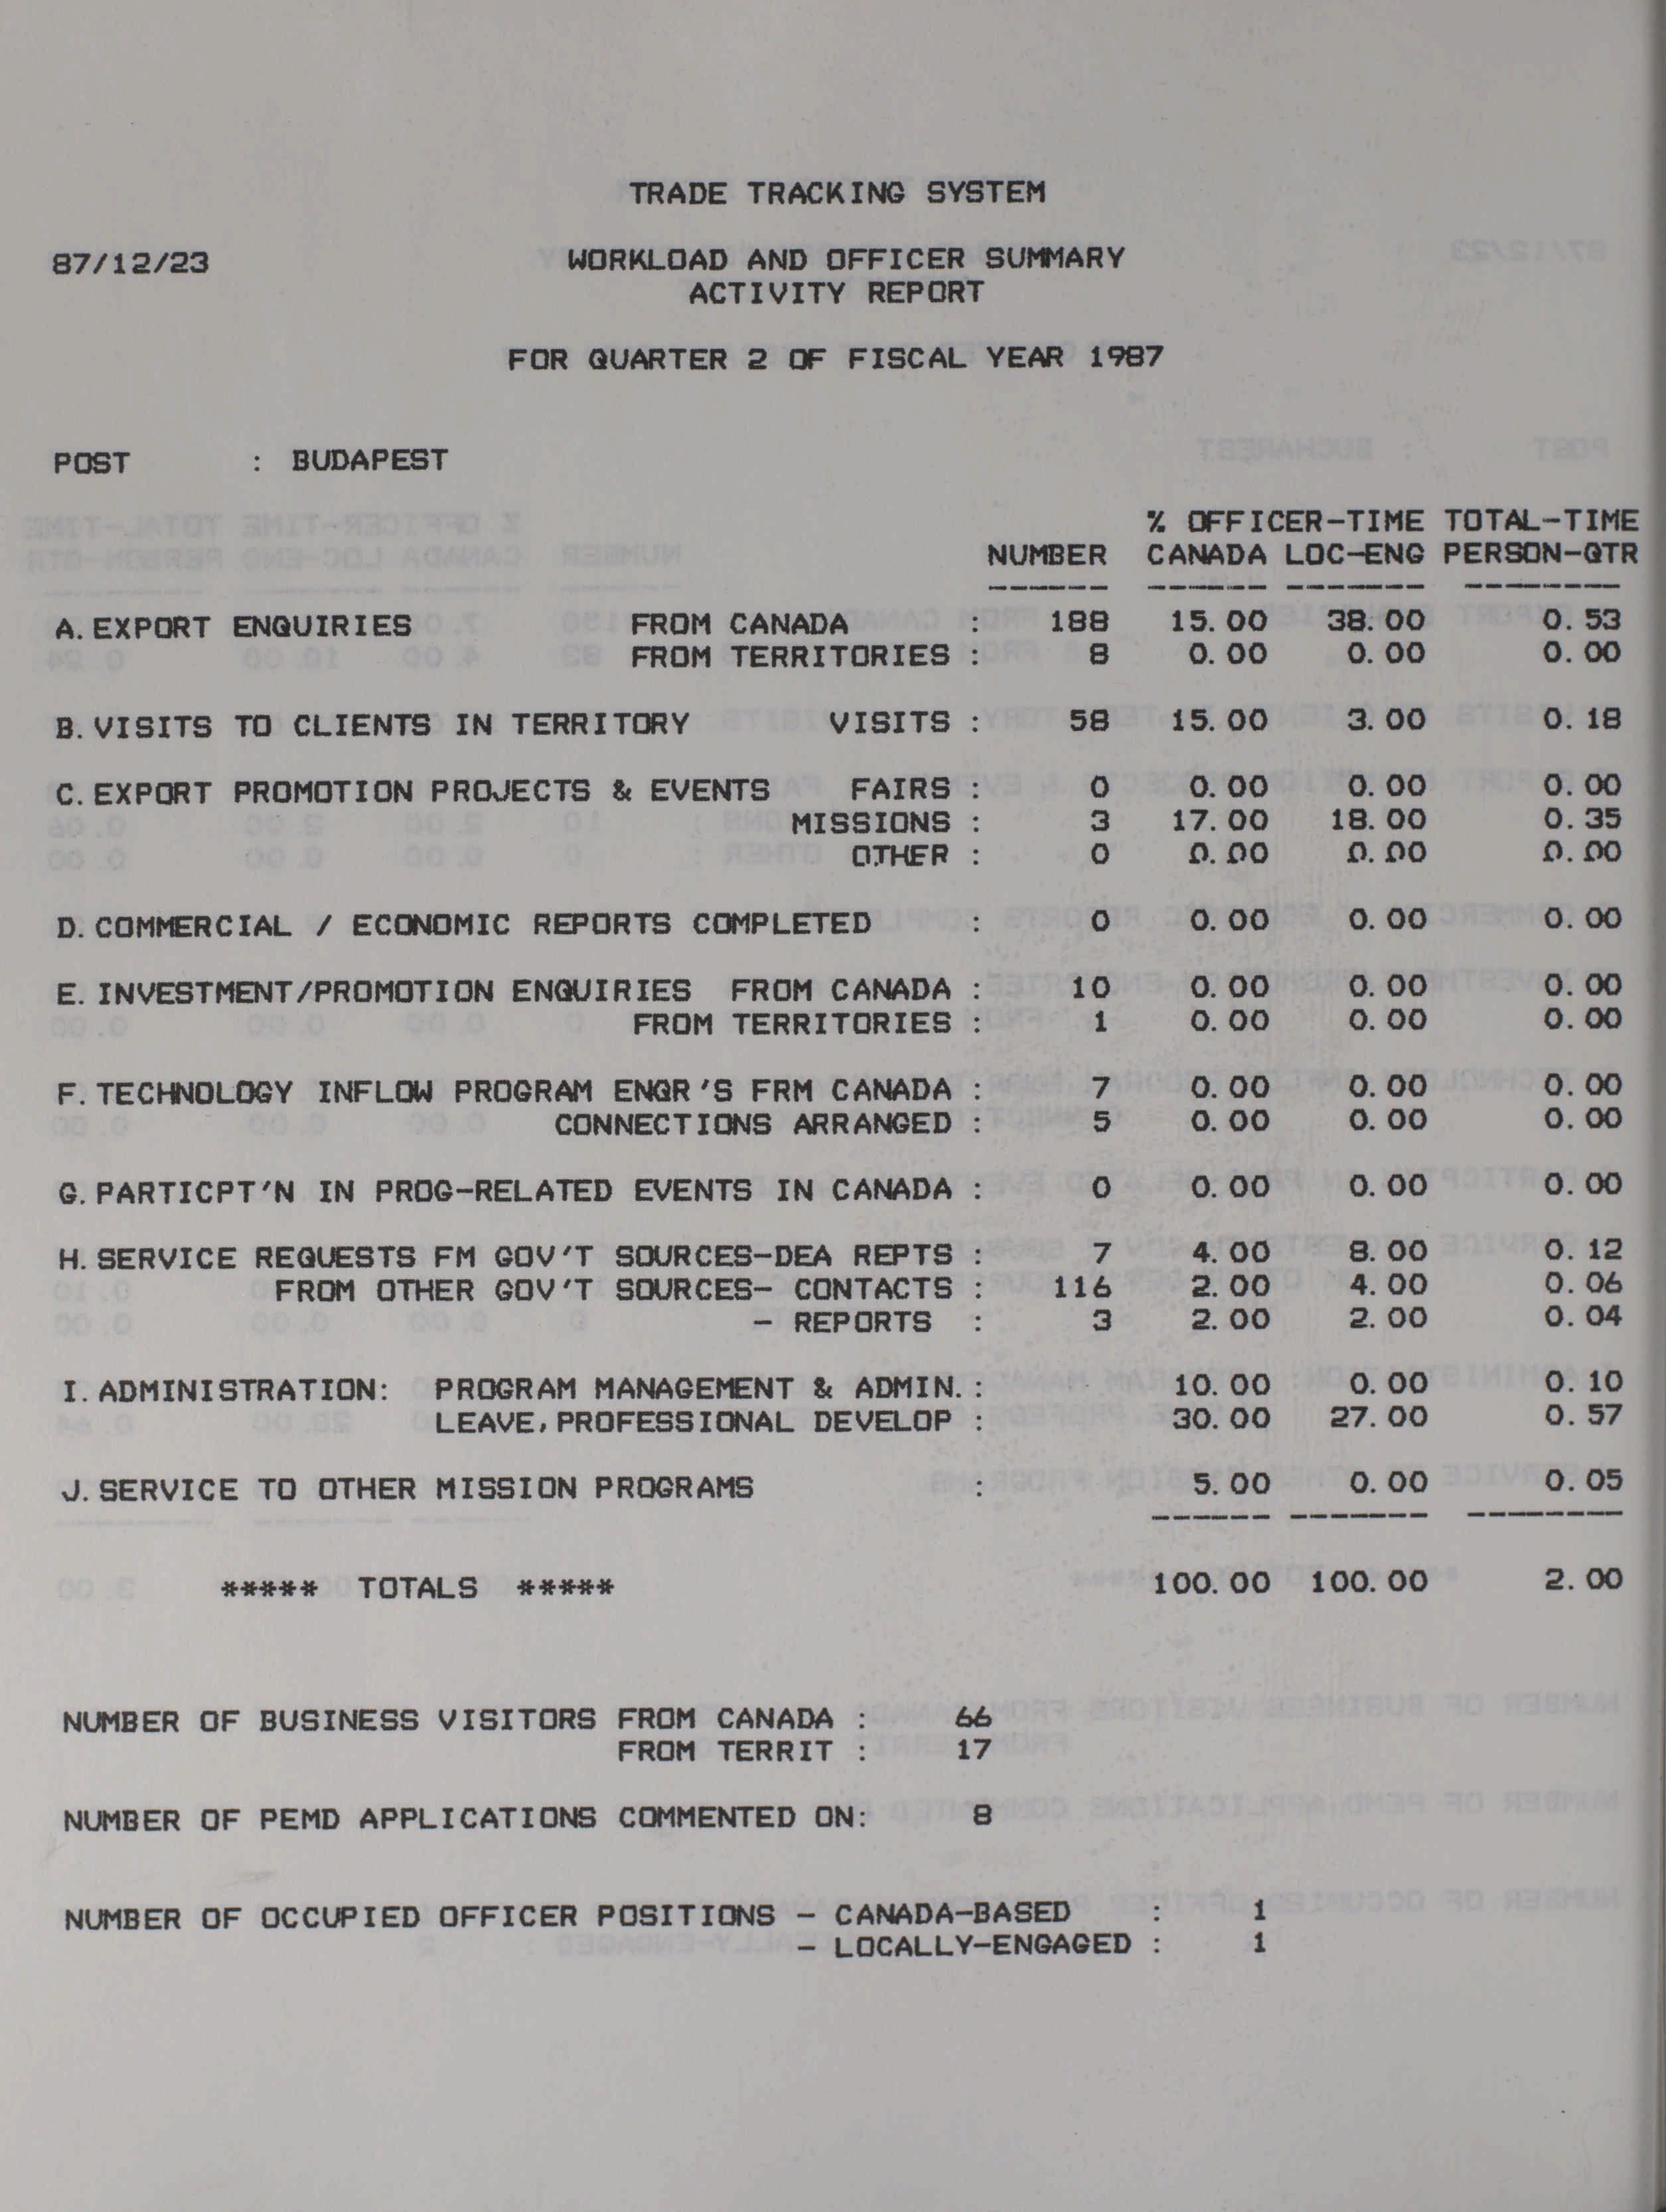 TRADE TRACKING SYSTEM
87/12/23 WORKLOAD AND OFFICER SUMMARY
ACTIVITY REPORT
FOR QUARTER 2 OF FISCAL YEAR 1987
POST : BUDAPEST
% OFFICER-TIME TOTAL-TIME
NUMBER CANADA LOC-ENG PERSON-QTR
------ ------ ------- --------
A. EXPORT ENQUIRIES FROM CANADA : 188 15.00 38.00 0.53
FROM TERRITORIES : 8 0.00 0.00 0.00
B. VISITS TO CLIENTS IN TERRITORY VISITS : 58 15.00 3.00 0.18
C. EXPORT PROMOTION PROJECTS & EVENTS FAIRS : 0 0.00 0.00 0.00
MISSIONS : 3 17.00 18.00 0.35
OTHER : 0 0.00 0.00 0.00
D. COMMERCIAL / ECONOMIC REPORTS COMPLETED : 0 0.00 0.00 0.00
E. INVESTMENT/PROMOTION ENQUIRIES FROM CANADA : 10 0.00 0.00 0.00
FROM TERRITORIES : 1 0.00 0.00 0.00
F. TECHNOLOGY INFLOW PROGRAM ENQR'S FRM CANADA : 7 0.00 0.00 0.00
CONNECTIONS ARRANGED : 5 0.00 0.00 0.00
G. PARTICPT'N IN PROG-RELATED EVENTS IN CANADA : 0 0.00 0.00 0.00
H. SERVICE REQUESTS FM GOV'T SOURCES-DEA REPTS : 7 4.00 8.00 0.12
FROM OTHER GOV'T SOURCES- CONTACTS : 116 2.00 4.00 0.06
- REPORTS : 3 2.00 2.00 0.04
I. ADMINISTRATION: PROGRAM MANAGEMENT & ADMIN. : 10.00 0.00 0.10
LEAVE, PROFESSIONAL DEVELOP : 30.00 27.00 0.57
J. SERVICE TO OTHER MISSION PROGRAMS : 5.00 0.00 0.05
------ ------- --------
***** TOTALS ***** 100.00 100.00 2.00
NUMBER OF BUSINESS VISITORS FROM CANADA : 66
FROM TERRIT : 17
NUMBER OF PEMD APPLICATIONS COMMENTED ON: 8
NUMBER OF OCCUPIED OFFICER POSITIONS - CANADA-BASED : 1
- LOCALLY-ENGAGED : 1